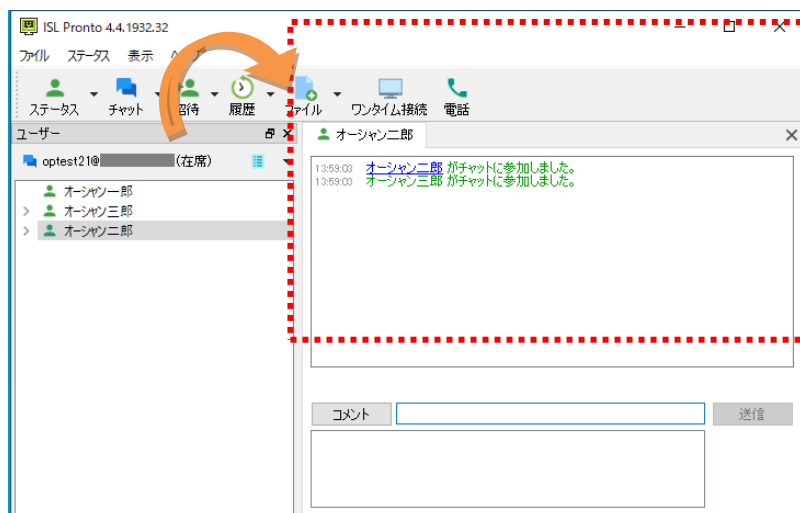 ISL Pronto 4.4.1932.32
ファイル ステータス 表示
ステータス チャット 招待 履歴 ファイル ワンタイム接続 電話
ユーザー
オーシャン二郎
optest21@ (在席)
13:59:03 オーシャン二郎 がチャットに参加しました。
13:59:03 オーシャン三郎 がチャットに参加しました。
オーシャン一郎
オーシャン三郎
オーシャン二郎
コメント
送信